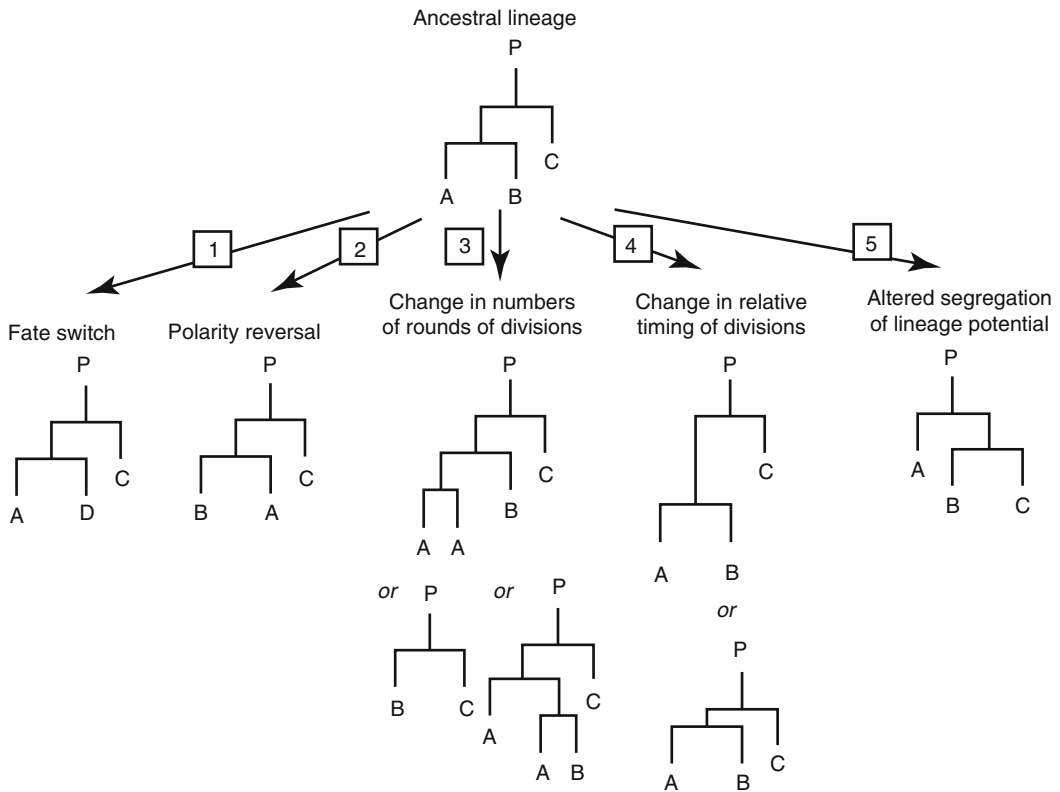 Ancestral lineage
P
C
A B
1
2
3
4
5
Fate switch
P
C
A D
Polarity reversal
P
C
B A
Change in numbers
of rounds of divisions
P
C
B
A A
or P
B C
or P
C
A
A B
Change in relative
timing of divisions
P
C
A B
or
P
C
A B
Altered segregation
of lineage potential
P
A
B C